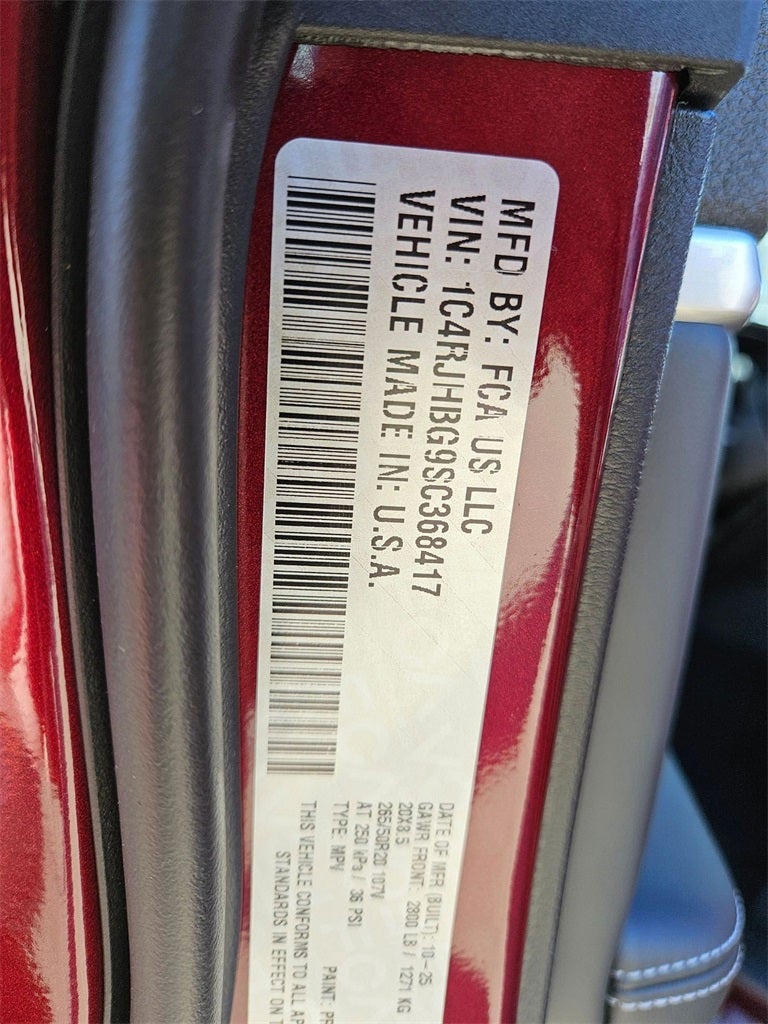 MFD BY: FCA US LLC
VIN: 1C4RJHBG9SC368417
VEHICLE MADE IN: U.S.A.
DATE OF MFR (BUILT): 10-25
GAWR FRONT: 2800 LB / 1271 KG
20X8.5
265/50R20 107V
AT 250 kPa / 36 PSI
TYPE: MPV
PAINT:
THIS VEHICLE CONFORMS TO ALL AP
STANDARDS IN EFFECT ON T